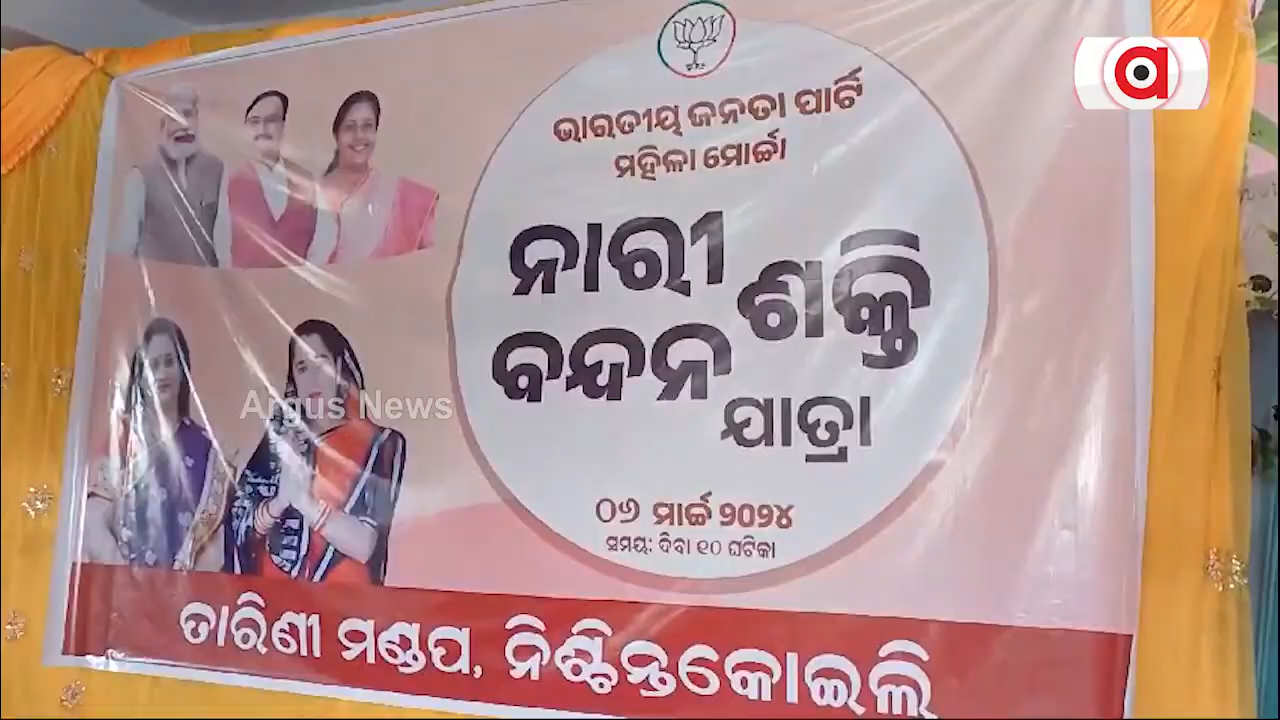 ଭାରତୀୟ ଜନତା ପାର୍ଟି
ମହିଳା ମୋର୍ଚ୍ଚା
ନାରୀ ଶକ୍ତି
ବନ୍ଦନ ଯାତ୍ରା
୦୬ ମାର୍ଚ୍ଚ ୨୦୨୪
ସମୟ: ଦିବା ୧୦ ଘଟିକା
ତାରିଣୀ ମଣ୍ଡପ, ନିଶ୍ଚିନ୍ତକୋଇଲି
Argus News
a